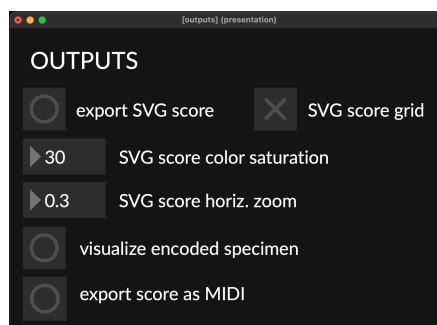 [outputs] (presentation)
OUTPUTS
export SVG score
SVG score grid
30 SVG score color saturation
0.3 SVG score horiz. zoom
visualize encoded specimen
export score as MIDI